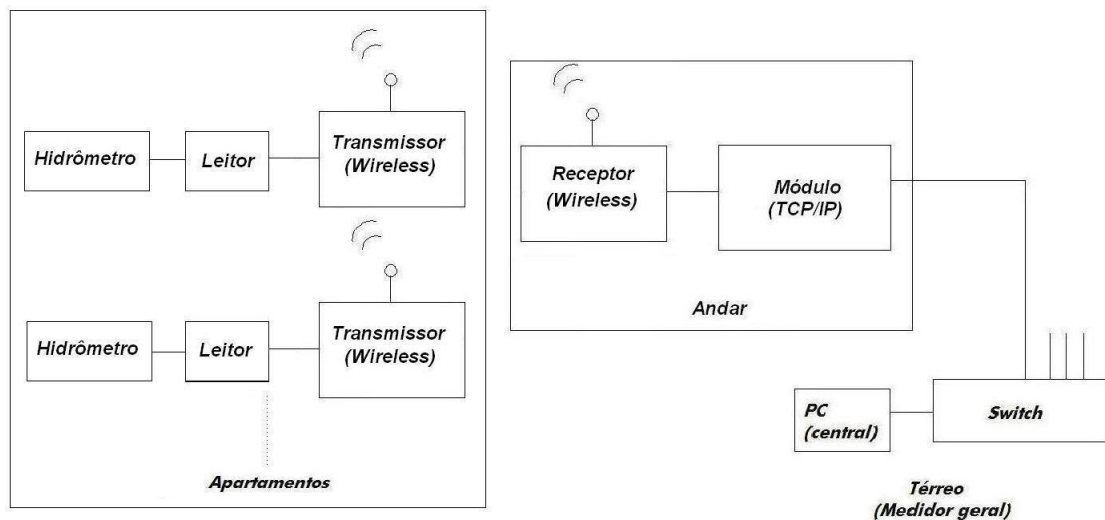 Hidrômetro
Leitor
Transmissor
(Wireless)
Hidrômetro
Leitor
Transmissor
(Wireless)
Apartamentos
Receptor
(Wireless)
Módulo
(TCP/IP)
Andar
PC
(central)
Switch
Térreo
(Medidor geral)